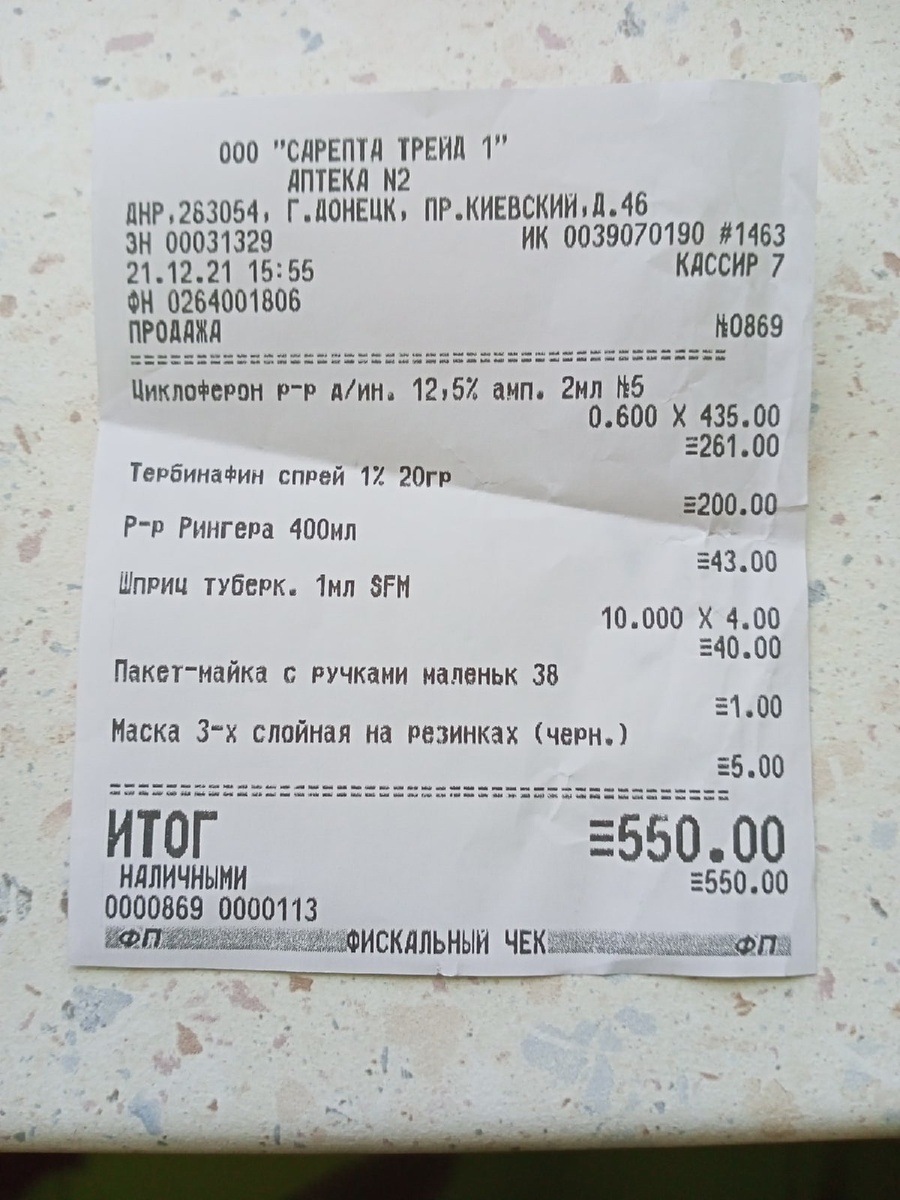 ООО "САРЕПТА ТРЕЙД 1"
АПТЕКА N2
ДНР,283054, Г.ДОНЕЦК, ПР.КИЕВСКИЙ,Д.46
ЗН 00031329 ИК 0039070190 #1463
21.12.21 15:55 КАССИР 7
ФН 0264001806
ПРОДАЖА №0869
Циклоферон р-р д/ин. 12,5% амп. 2мл №5
0.600 X 435.00
≡261.00
Тербинафин спрей 1% 20гр
≡200.00
Р-р Рингера 400мл
≡43.00
Шприц туберк. 1мл SFM
10.000 X 4.00
≡40.00
Пакет-майка с ручками маленьк 38
≡1.00
Маска 3-х слойная на резинках (черн.)
≡5.00
ИТОГ ≡550.00
НАЛИЧНЫМИ ≡550.00
0000869 0000113
ФП ФИСКАЛЬНЫЙ ЧЕК ФП